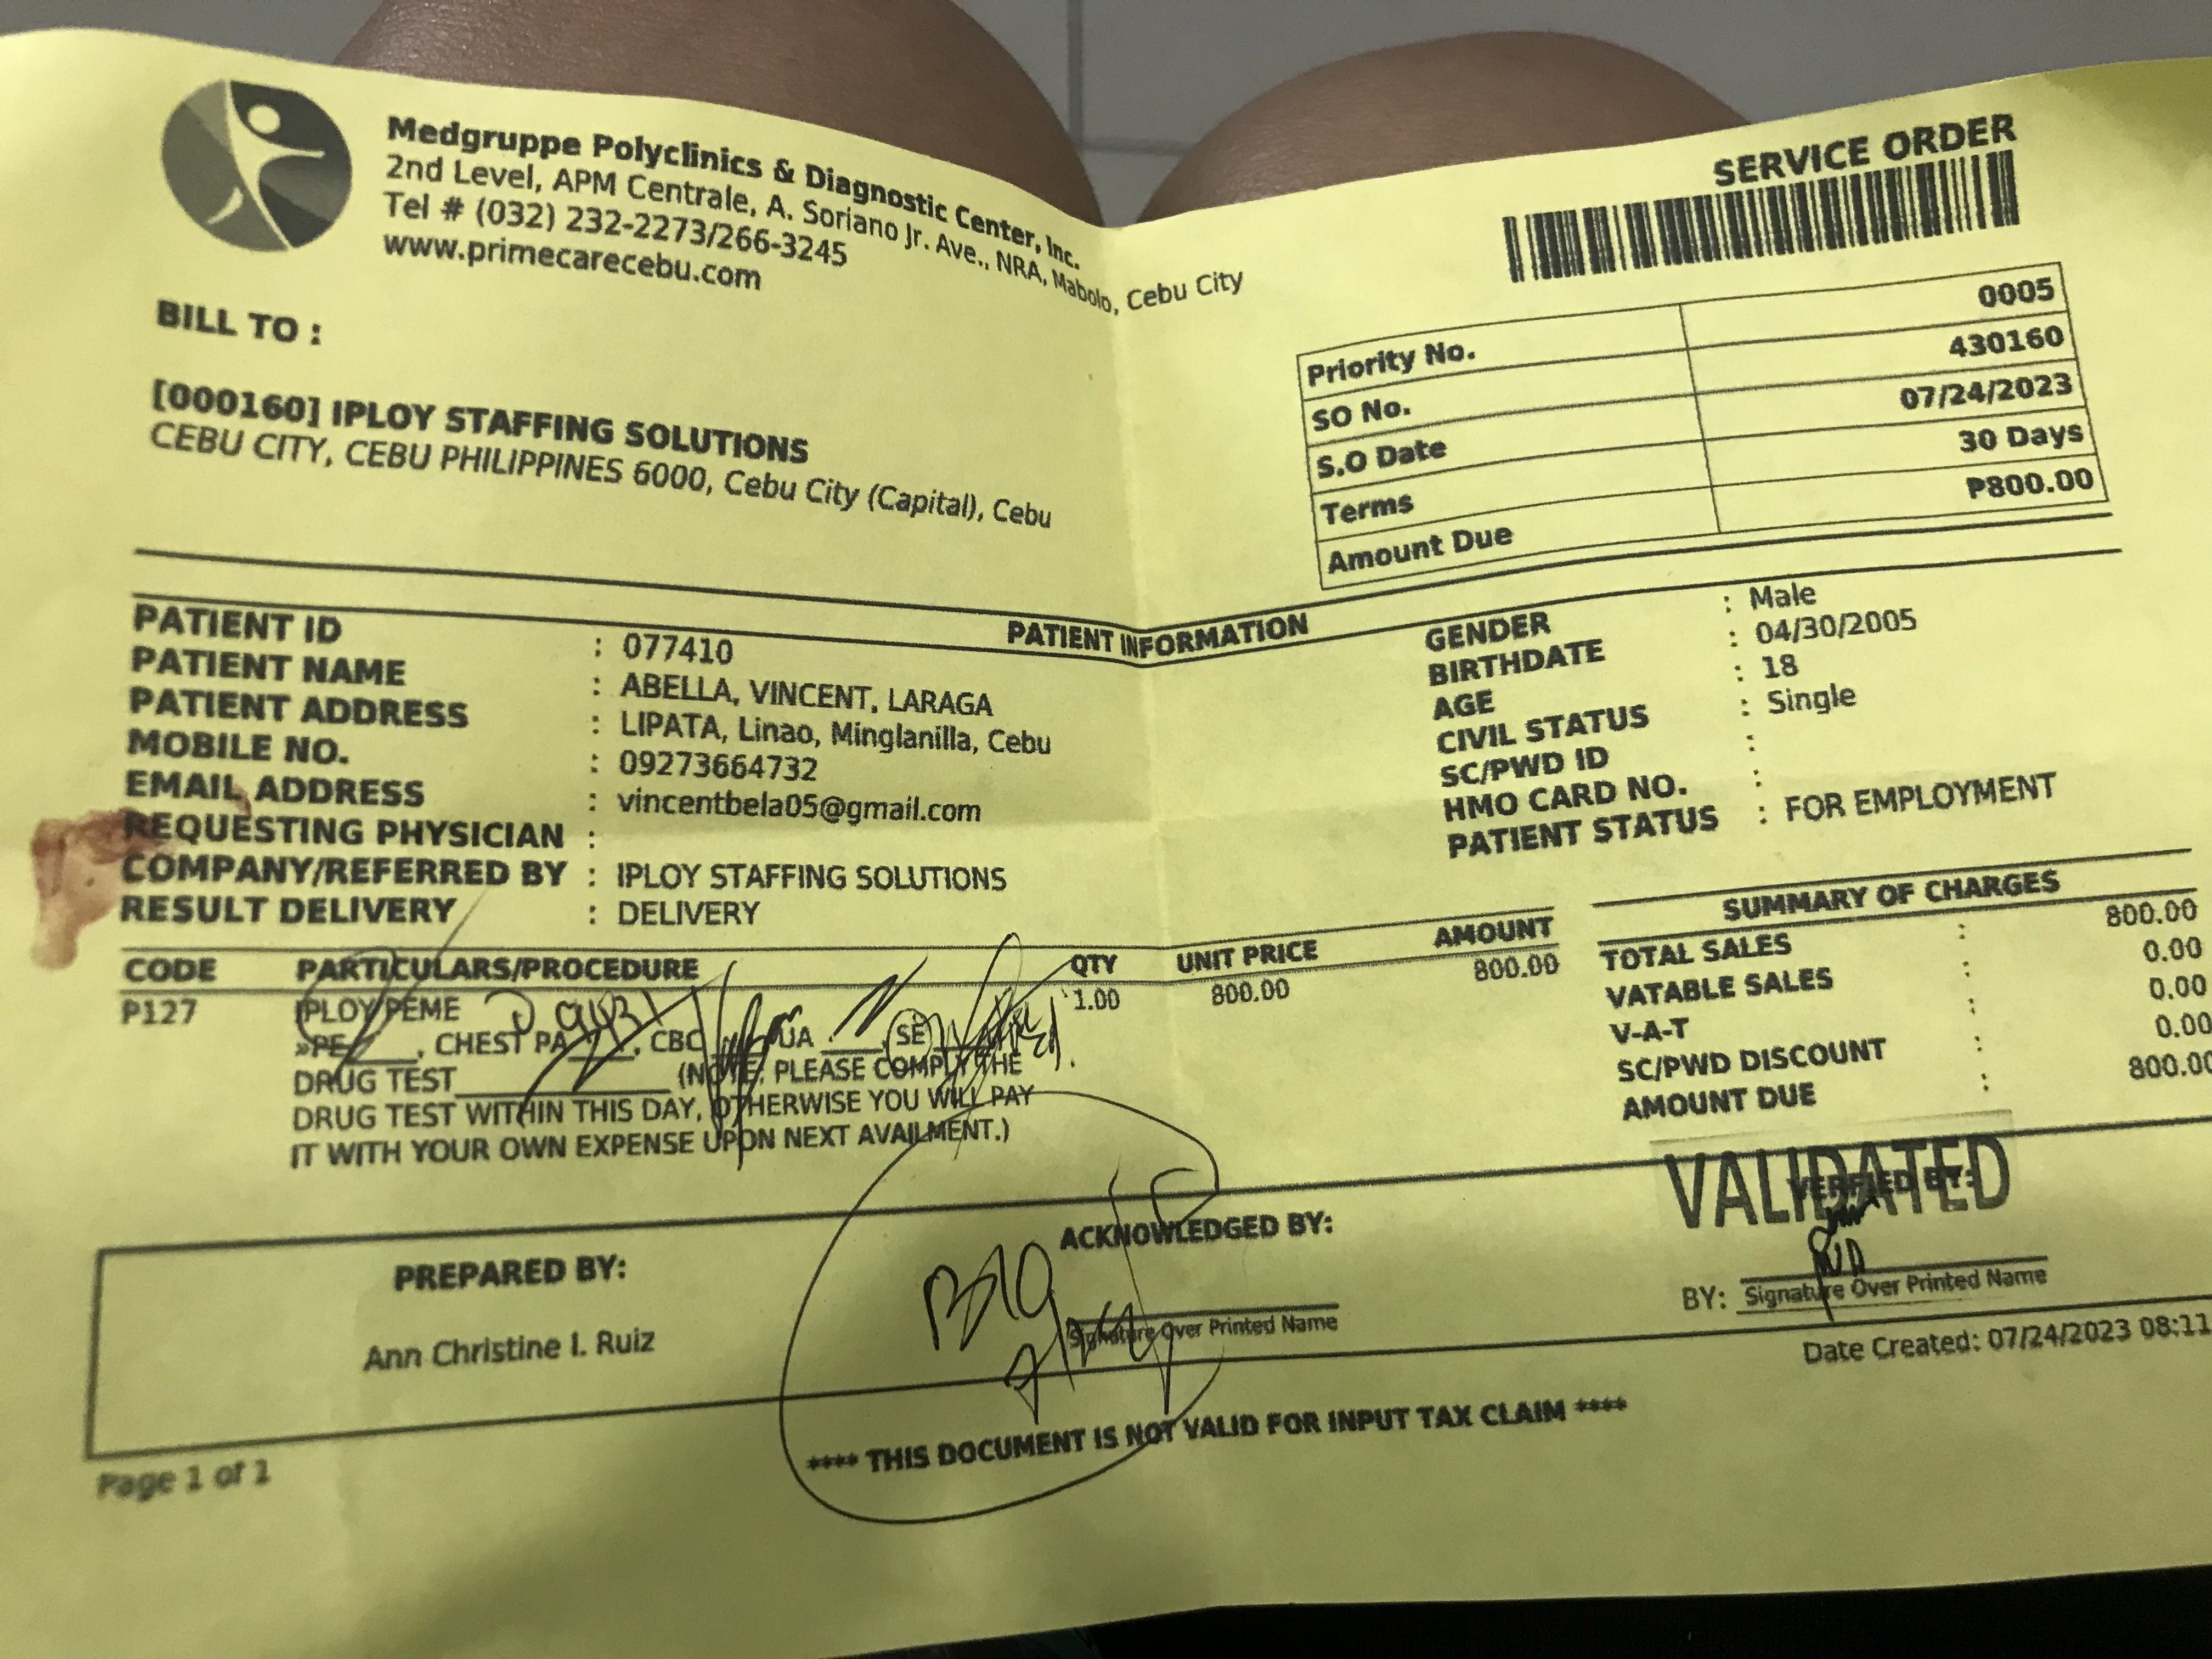 Medgruppe Polyclinics & Diagnostic Center, Inc.
2nd Level, APM Centrale, A. Soriano Jr. Ave., NRA, Mabolo, Cebu City
Tel # (032) 232-2273/266-3245
www.primecarecebu.com
SERVICE ORDER
BILL TO :
[000160] IPLOY STAFFING SOLUTIONS
CEBU CITY, CEBU PHILIPPINES 6000, Cebu City (Capital), Cebu
Priority No. 0005
SO No. 430160
S.O Date 07/24/2023
Terms 30 Days
Amount Due ₱800.00
PATIENT INFORMATION
PATIENT ID : 077410
PATIENT NAME : ABELLA, VINCENT, LARAGA
PATIENT ADDRESS : LIPATA, Linao, Minglanilla, Cebu
MOBILE NO. : 09273664732
EMAIL ADDRESS : vincentbela05@gmail.com
REQUESTING PHYSICIAN :
COMPANY/REFERRED BY : IPLOY STAFFING SOLUTIONS
RESULT DELIVERY : DELIVERY
GENDER : Male
BIRTHDATE : 04/30/2005
AGE : 18
CIVIL STATUS : Single
SC/PWD ID :
HMO CARD NO. :
PATIENT STATUS : FOR EMPLOYMENT
CODE PARTICULARS/PROCEDURE QTY UNIT PRICE AMOUNT
P127 IPLOY PEME 1.00 800.00 800.00
»PE____, CHEST PA____, CBC____, UA____, SE
DRUG TEST____ (NOTE: PLEASE COMPLY THE
DRUG TEST WITHIN THIS DAY, OTHERWISE YOU WILL PAY
IT WITH YOUR OWN EXPENSE UPON NEXT AVAILMENT.)
SUMMARY OF CHARGES
TOTAL SALES : 800.00
VATABLE SALES : 0.00
V-A-T : 0.00
SC/PWD DISCOUNT : 0.00
AMOUNT DUE : 800.00
PREPARED BY:
Ann Christine I. Ruiz
ACKNOWLEDGED BY:
Signature Over Printed Name
VALIDATED
VERIFIED BY:
BY: Signature Over Printed Name
Date Created: 07/24/2023 08:11
**** THIS DOCUMENT IS NOT VALID FOR INPUT TAX CLAIM ****
Page 1 of 1